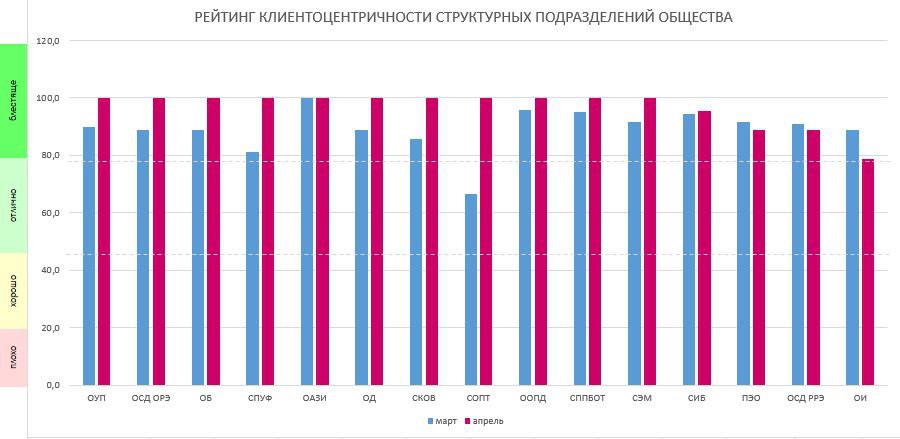 РЕЙТИНГ КЛИЕНТОЦЕНТРИЧНОСТИ СТРУКТУРНЫХ ПОДРАЗДЕЛЕНИЙ ОБЩЕСТВА
120,0
100,0
80,0
60,0
40,0
20,0
0,0
блестяще
отлично
хорошо
плохо
ОУП ОСД ОРЭ ОБ СПУФ ОАЗИ ОД СКОВ СОПТ ООПД СППБОТ СЭМ СИБ ПЭО ОСД РРЭ ОИ
март апрель